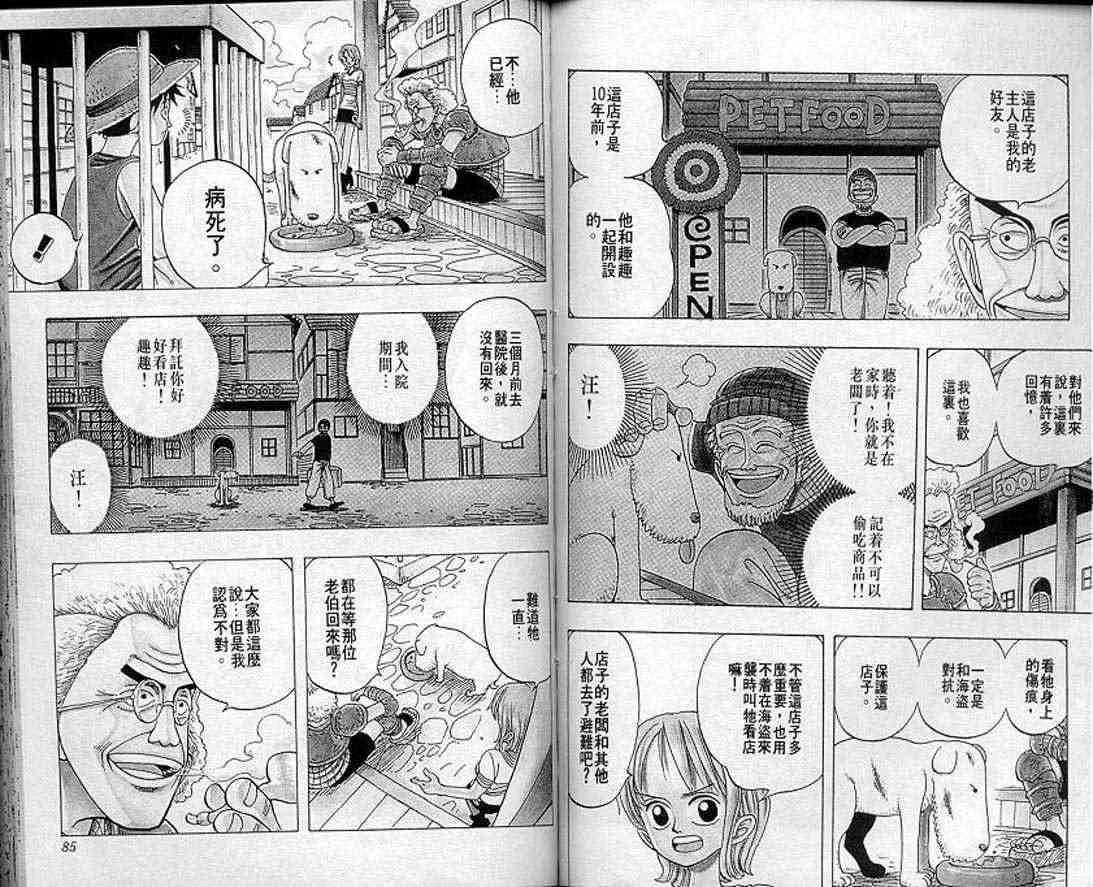 這店子的老
主人是我的
好友。
PET FOOD
這店子是
10年前，
他和趣趣
一起開設
的。
OPEN
對他們來
說，這裏
有着許多
回憶，
我也喜歡
這裏。
PET FOOD
聽着！我不在
家時，你就是
老闆了！
記着不可以
偷吃商品！！
汪！
看牠身上
的傷痕，
一定是
和海盜
對抗。
保護這
店子。
不管這店子多
麼重要，也用
不着在海盜來
襲時叫牠看店
嘛！
店子的老闆和其他
人都去了避難吧？
不…他
已經…
病死了。
！
三個月前去
醫院後，就
沒有回來。
我入院
期間…
拜託你好
好看店！
趣趣！
汪！
FOOD
難道牠
一直…
都在等那位
老伯回來嗎？
大家都這麼
說…但是我
認爲不對。
85